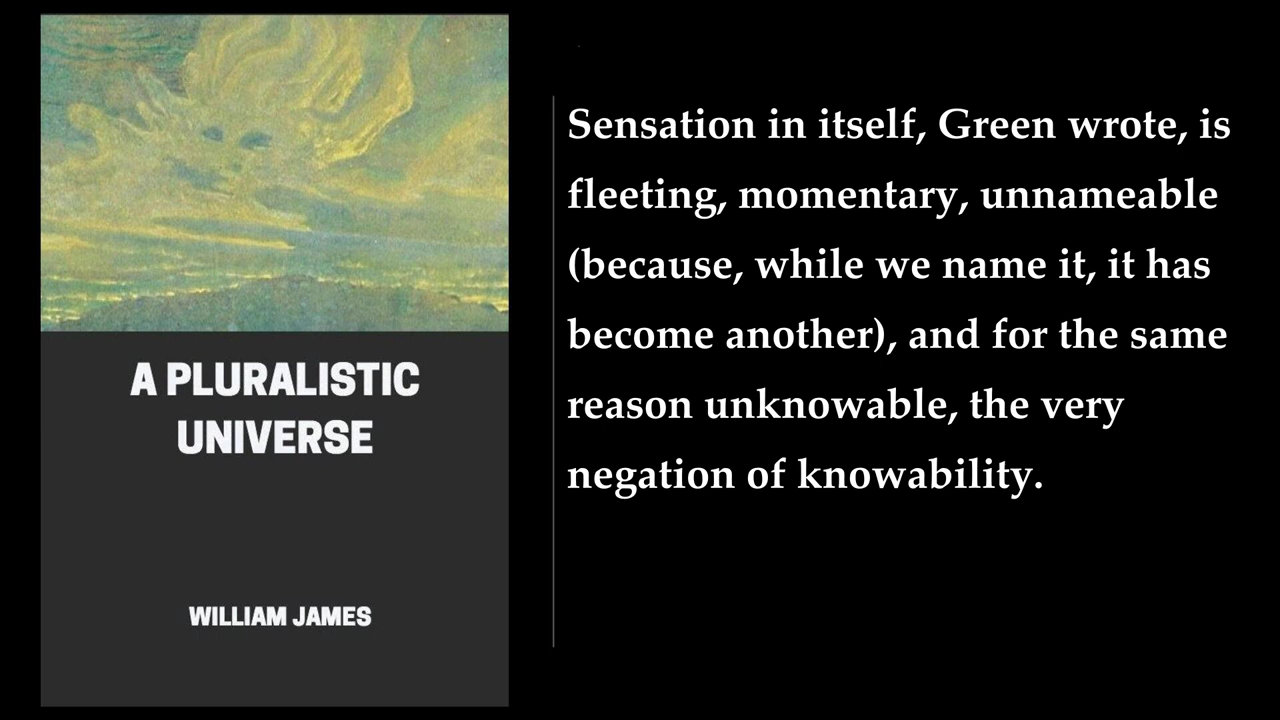 A PLURALISTIC
UNIVERSE
WILLIAM JAMES
Sensation in itself, Green wrote, is
fleeting, momentary, unnameable
(because, while we name it, it has
become another), and for the same
reason unknowable, the very
negation of knowability.